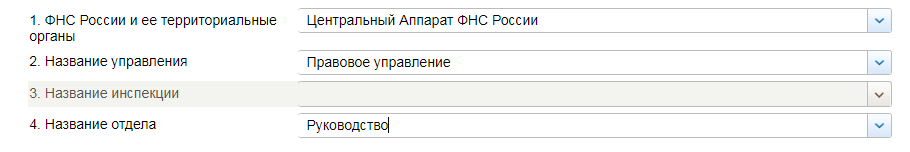 1. ФНС России и ее территориальные органы
Центральный Аппарат ФНС России
2. Название управления
Правовое управление
3. Название инспекции
4. Название отдела
Руководство